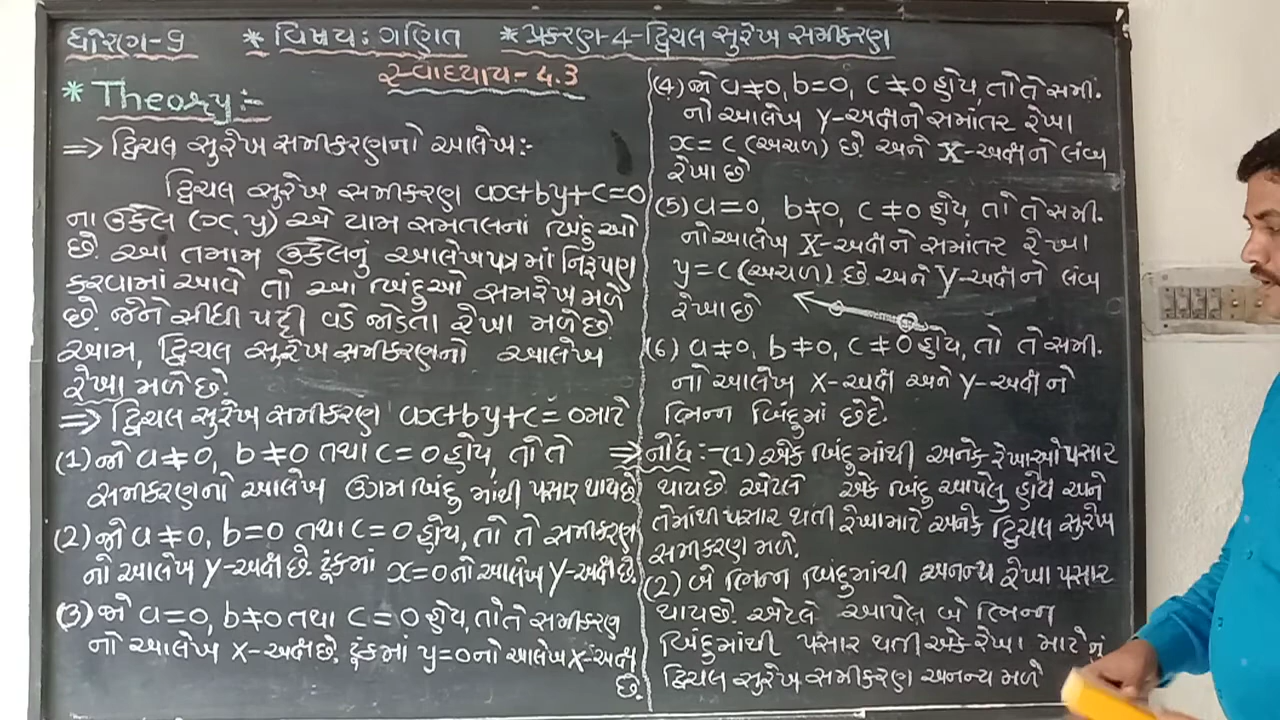 ધોરણ-9 * વિષય: ગણિત * પ્રકરણ-4-દ્વિચલ સુરેખ સમીકરણ
સ્વાધ્યાય-4.3
* Theory:-
⇒ દ્વિચલ સુરેખ સમીકરણનો આલેખ:-
દ્વિચલ સુરેખ સમીકરણ ax+by+c=0
ના ઉકેલ (x, y) એ યામ સમતલનાં બિંદુઓ
છે. આ તમામ ઉકેલનું આલેખપત્રમાં નિરૂપણ
કરવામાં આવે તો આ બિંદુઓ સમરેખ મળે
છે. જેને સીધી પટ્ટી વડે જોડતા રેખા મળે છે.
આમ, દ્વિચલ સુરેખ સમીકરણનો આલેખ
રેખા મળે છે.
⇒ દ્વિચલ સુરેખ સમીકરણ ax+by+c=0 માટે
(1) જો a≠0, b≠0 તથા c=0 હોય, તો તે
સમીકરણનો આલેખ ઉગમબિંદુ માંથી પસાર થાય છે
(2) જો a≠0, b=0 તથા c=0 હોય, તો તે સમીકરણ
નો આલેખ Y-અક્ષ છે. ટૂંકમાં x=0 નો આલેખ Y-અક્ષ છે.
(3) જો a=0, b≠0 તથા c=0 હોય, તો તે સમીકરણ
નો આલેખ X-અક્ષ છે. ટૂંકમાં y=0 નો આલેખ X-અક્ષ
છે.
(4) જો a≠0, b=0, c≠0 હોય, તો તે સમી.
નો આલેખ Y-અક્ષને સમાંતર રેખા
x=c (અચળ) છે. અને X-અક્ષ ને લંબ
રેખા છે
(5) a=0, b≠0, c≠0 હોય, તો તે સમી.
નો આલેખ X-અક્ષને સમાંતર રેખા
y=c (અચળ) છે અને Y-અક્ષ ને લંબ
રેખા છે
(6) a≠0, b≠0, c≠0 હોય, તો તે સમી.
નો આલેખ X-અક્ષ અને Y-અક્ષ ને
ભિન્ન બિંદુમાં છેદે.
⇒ નોંધ:-(1) એક બિંદુમાંથી અનેક રેખાઓ પસાર
થાય છે. એટલે એક બિંદુ આપેલુ હોય અને
તેમાંથી પસાર થતી રેખા માટે અનેક દ્વિચલ સુરેખ
સમીકરણ મળે.
(2) બે ભિન્ન બિંદુમાંથી અનન્ય રેખા પસાર
થાય છે. એટલે આપેલ બે ભિન્ન
બિંદુમાંથી પસાર થતી એક રેખા માટેનું
દ્વિચલ સુરેખ સમીકરણ અનન્ય મળે